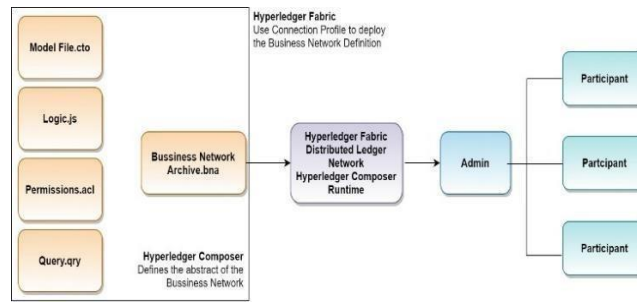 Model File.cto
Logic.js
Permissions.acl
Query.qry
Bussiness Network
Archive.bna
Hyperledger Composer
Defines the abstract of the
Bussiness Network
Hyperledger Fabric
Use Connection Profile to deploy
the Business Network Definition
Hyperledger Fabric
Distributed Ledger
Network
Hyperledger Composer
Runtime
Admin
Participant
Partcipant
Participant